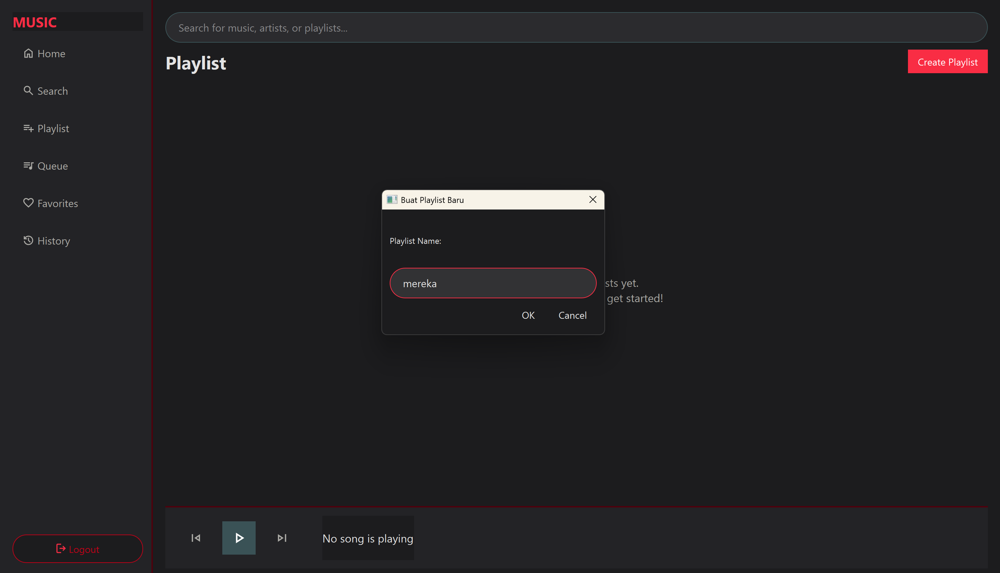 MUSIC
Home
Search
Playlist
Queue
Favorites
History
Logout
Search for music, artists, or playlists...
Playlist
Create Playlist
Buat Playlist Baru
Playlist Name:
mereka
OK
Cancel
yet.
get started!
No song is playing